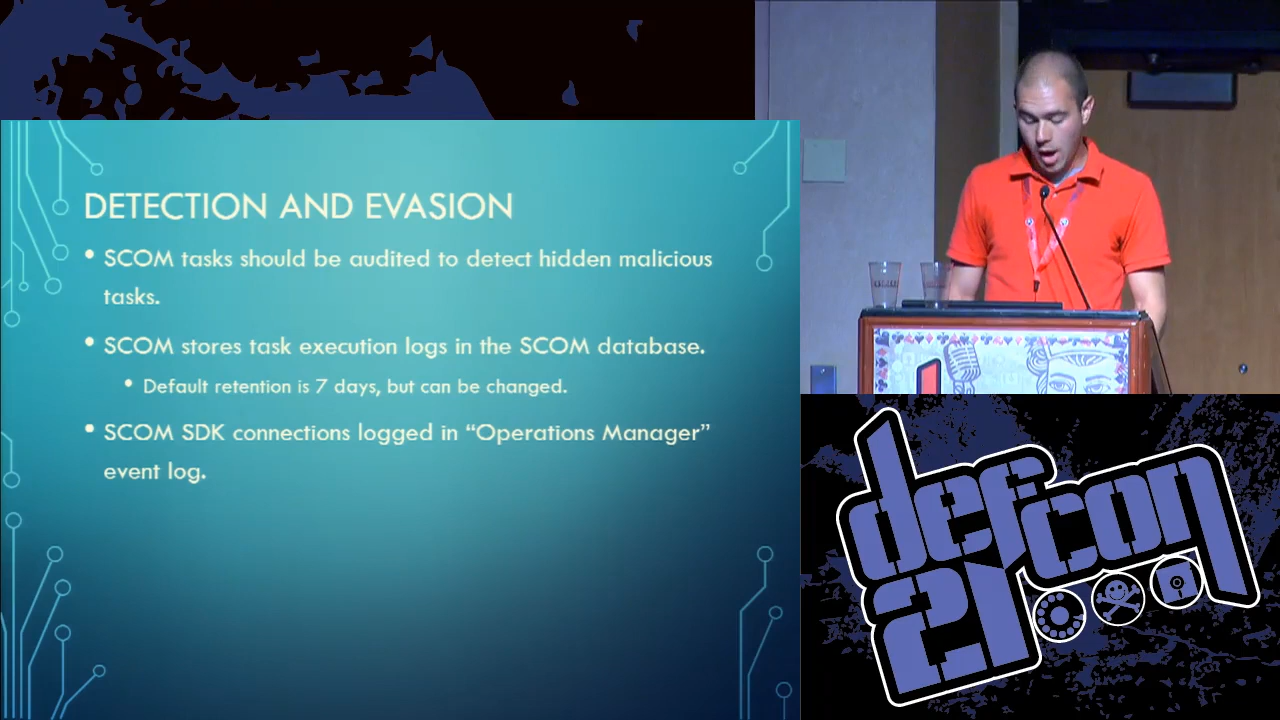 DETECTION AND EVASION
• SCOM tasks should be audited to detect hidden malicious
tasks.
• SCOM stores task execution logs in the SCOM database.
• Default retention is 7 days, but can be changed.
• SCOM SDK connections logged in “Operations Manager”
event log.
defcon
21